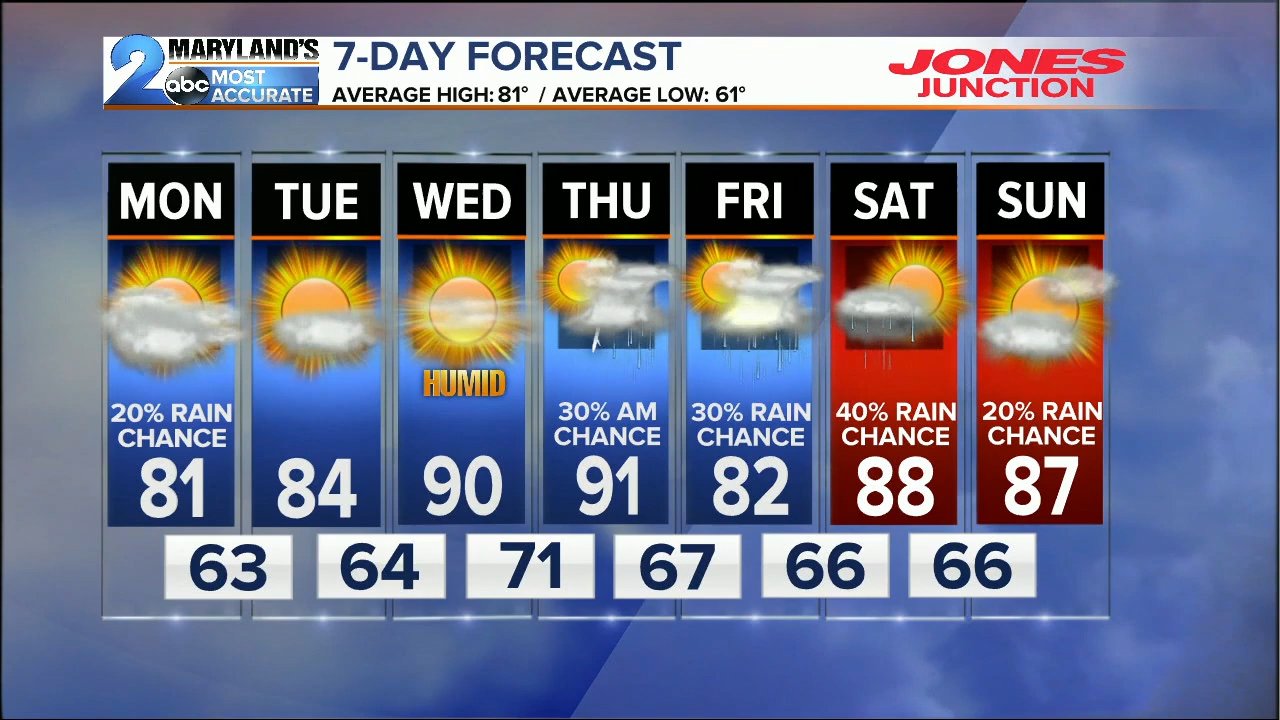 2
abc
MARYLAND'S
MOST
ACCURATE
7-DAY FORECAST
AVERAGE HIGH: 81° / AVERAGE LOW: 61°
JONES
JUNCTION
MON TUE WED THU FRI SAT SUN
HUMID
20% RAIN
CHANCE
30% AM
CHANCE
30% RAIN
CHANCE
40% RAIN
CHANCE
20% RAIN
CHANCE
81 84 90 91 82 88 87
63 64 71 67 66 66